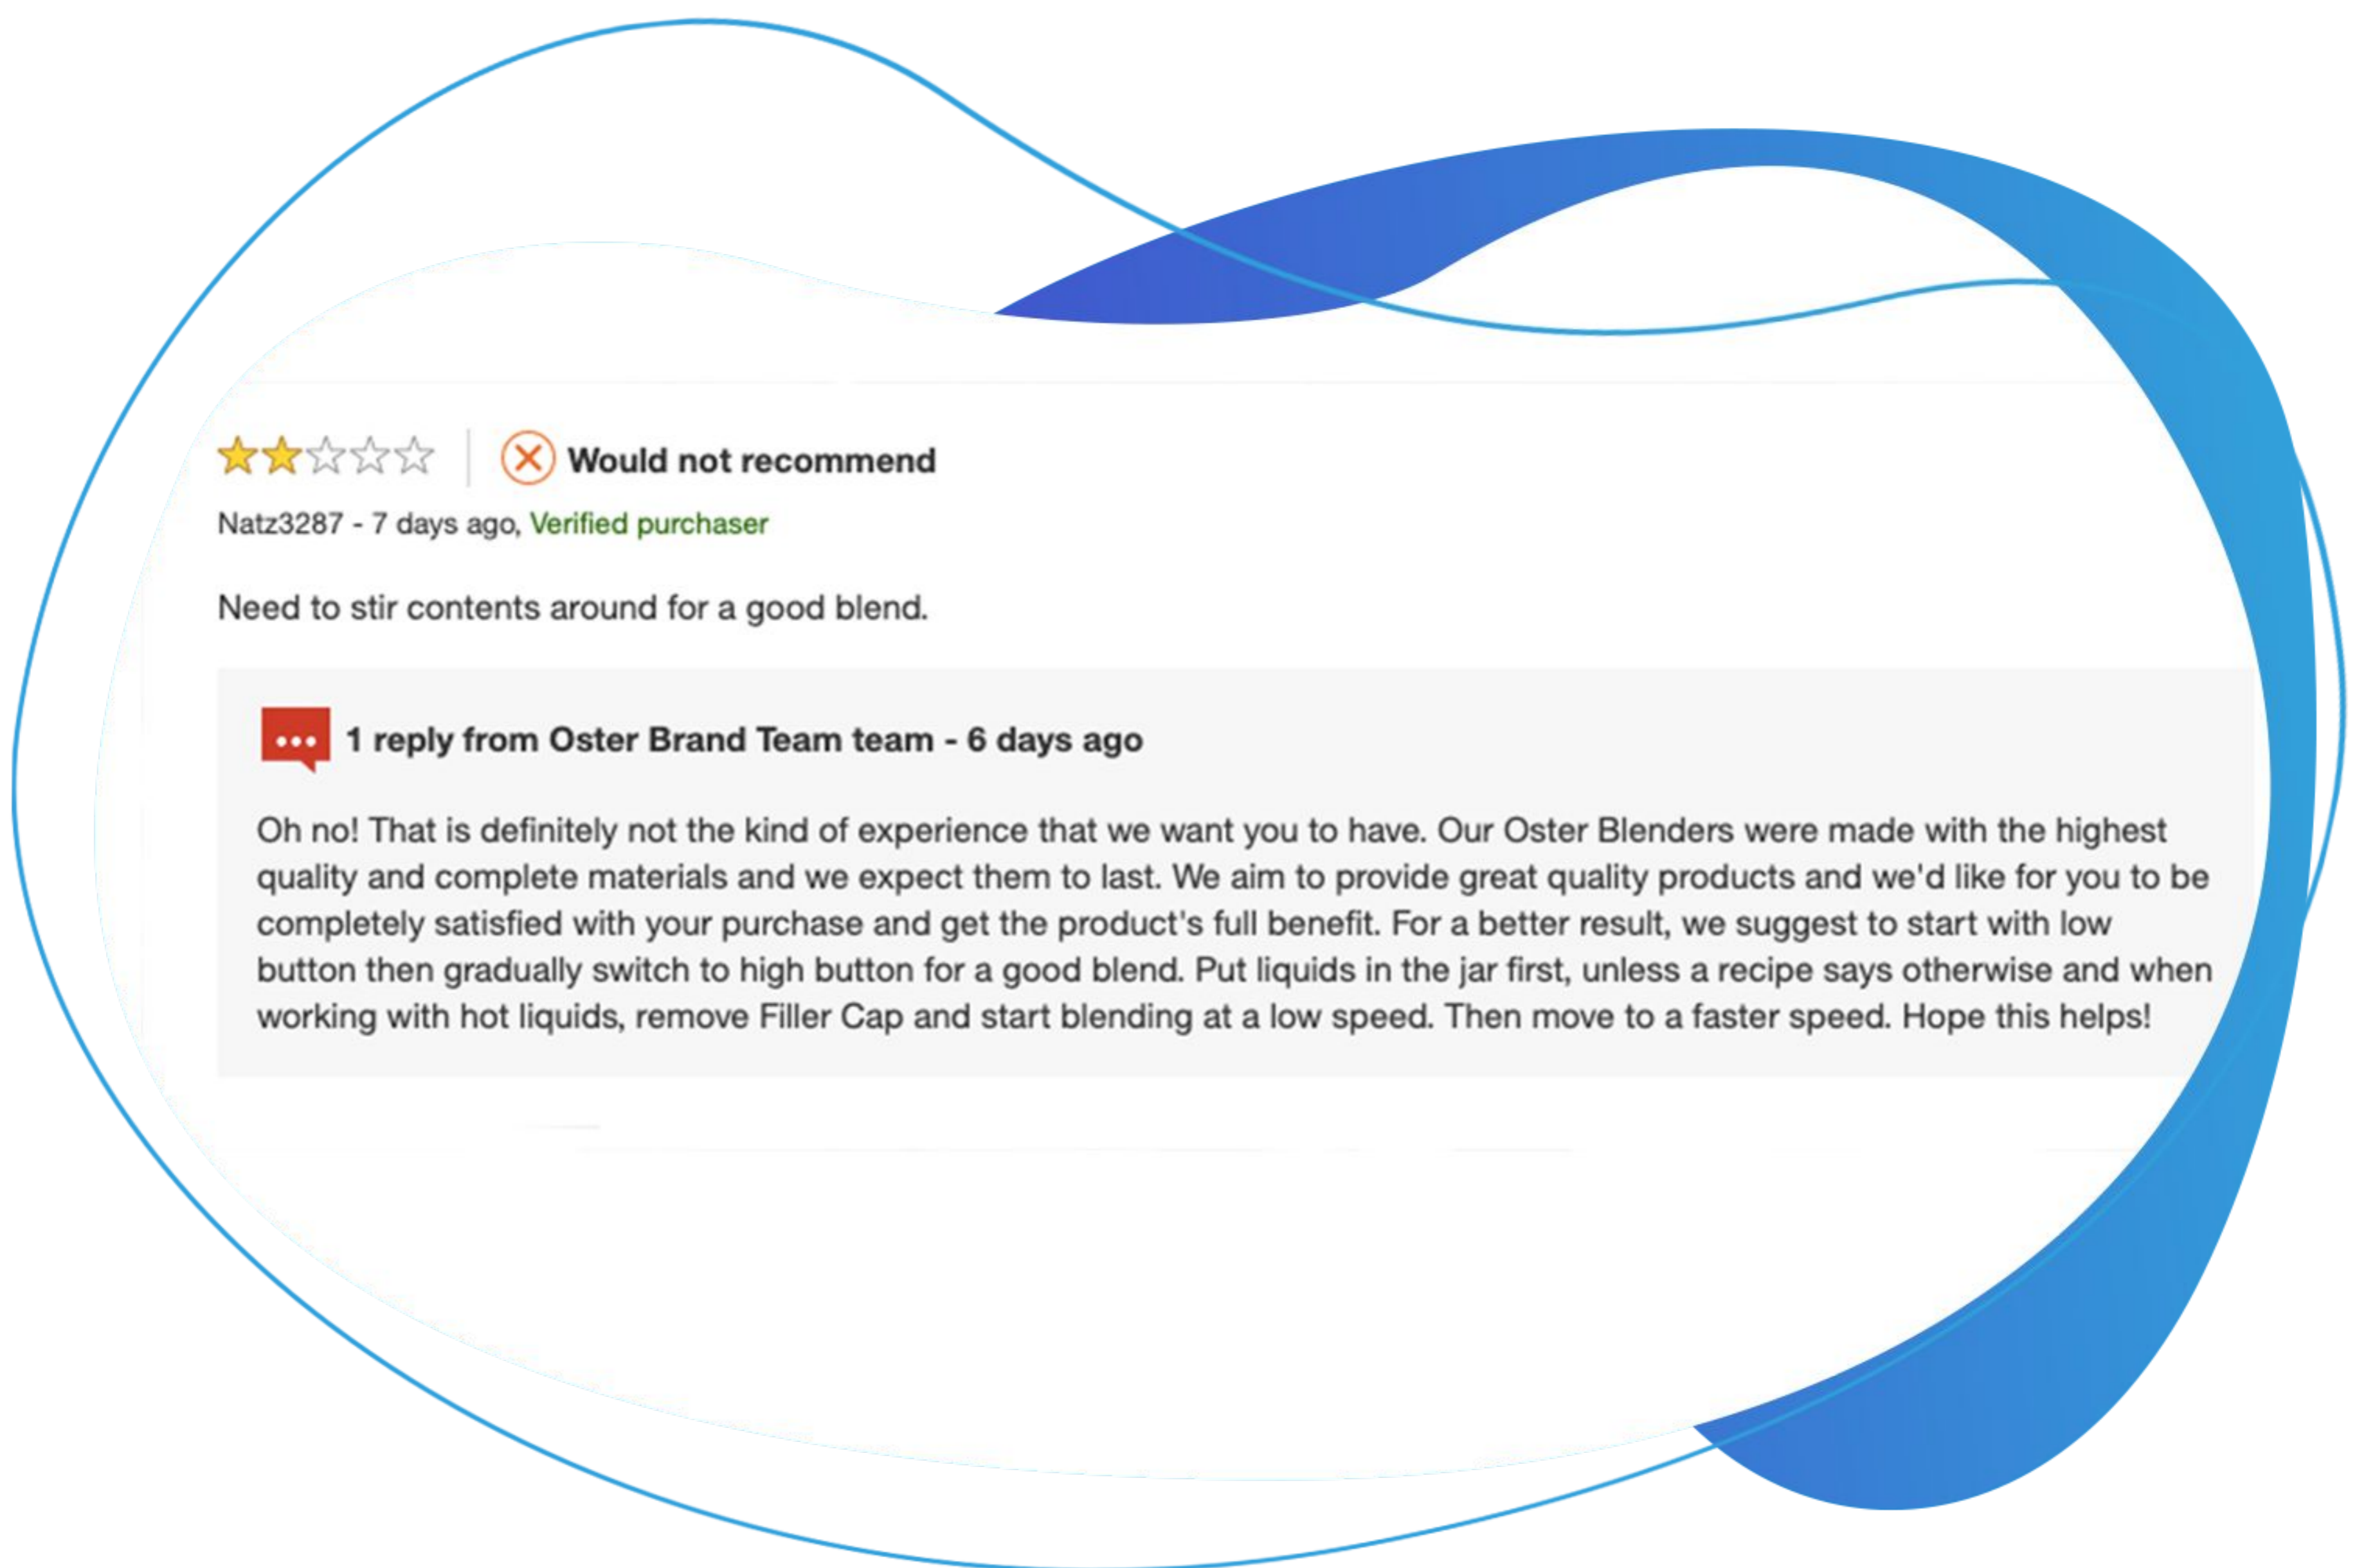 Would not recommend
Natz3287 - 7 days ago, Verified purchaser
Need to stir contents around for a good blend.
1 reply from Oster Brand Team team - 6 days ago
Oh no! That is definitely not the kind of experience that we want you to have. Our Oster Blenders were made with the highest
quality and complete materials and we expect them to last. We aim to provide great quality products and we'd like for you to be
completely satisfied with your purchase and get the product's full benefit. For a better result, we suggest to start with low
button then gradually switch to high button for a good blend. Put liquids in the jar first, unless a recipe says otherwise and when
working with hot liquids, remove Filler Cap and start blending at a low speed. Then move to a faster speed. Hope this helps!